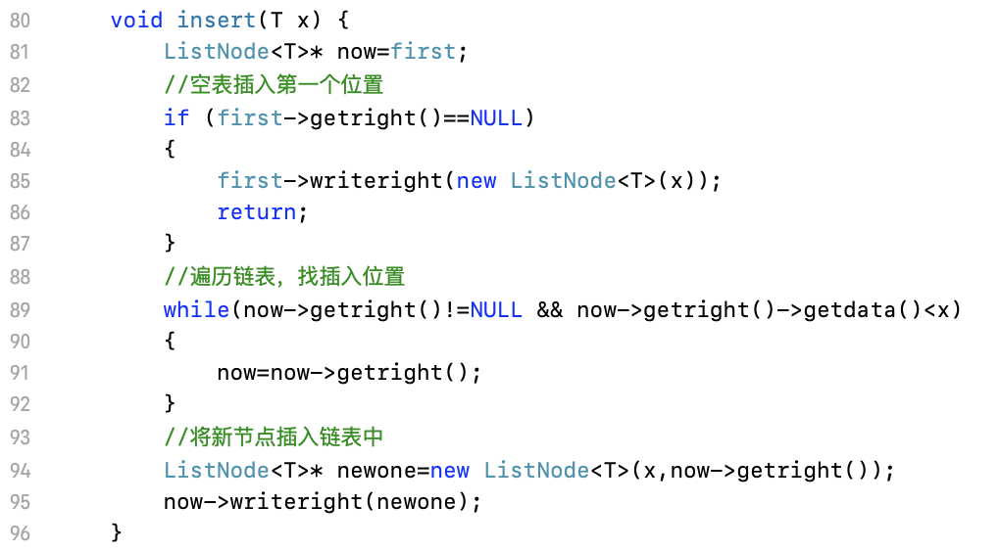 80 void insert(T x) {
81 ListNode<T>* now=first;
82 //空表插入第一个位置
83 if (first->getright()==NULL)
84 {
85 first->writeright(new ListNode<T>(x));
86 return;
87 }
88 //遍历链表，找插入位置
89 while(now->getright()!=NULL && now->getright()->getdata()<x)
90 {
91 now=now->getright();
92 }
93 //将新节点插入链表中
94 ListNode<T>* newone=new ListNode<T>(x,now->getright());
95 now->writeright(newone);
96 }